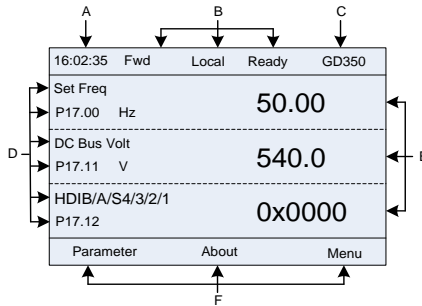 A B C
16:02:35 Fwd Local Ready GD350
Set Freq
P17.00 Hz 50.00
DC Bus Volt
P17.11 V 540.0
HDIB/A/S4/3/2/1
P17.12 0x0000
D
Parameter About Menu
F